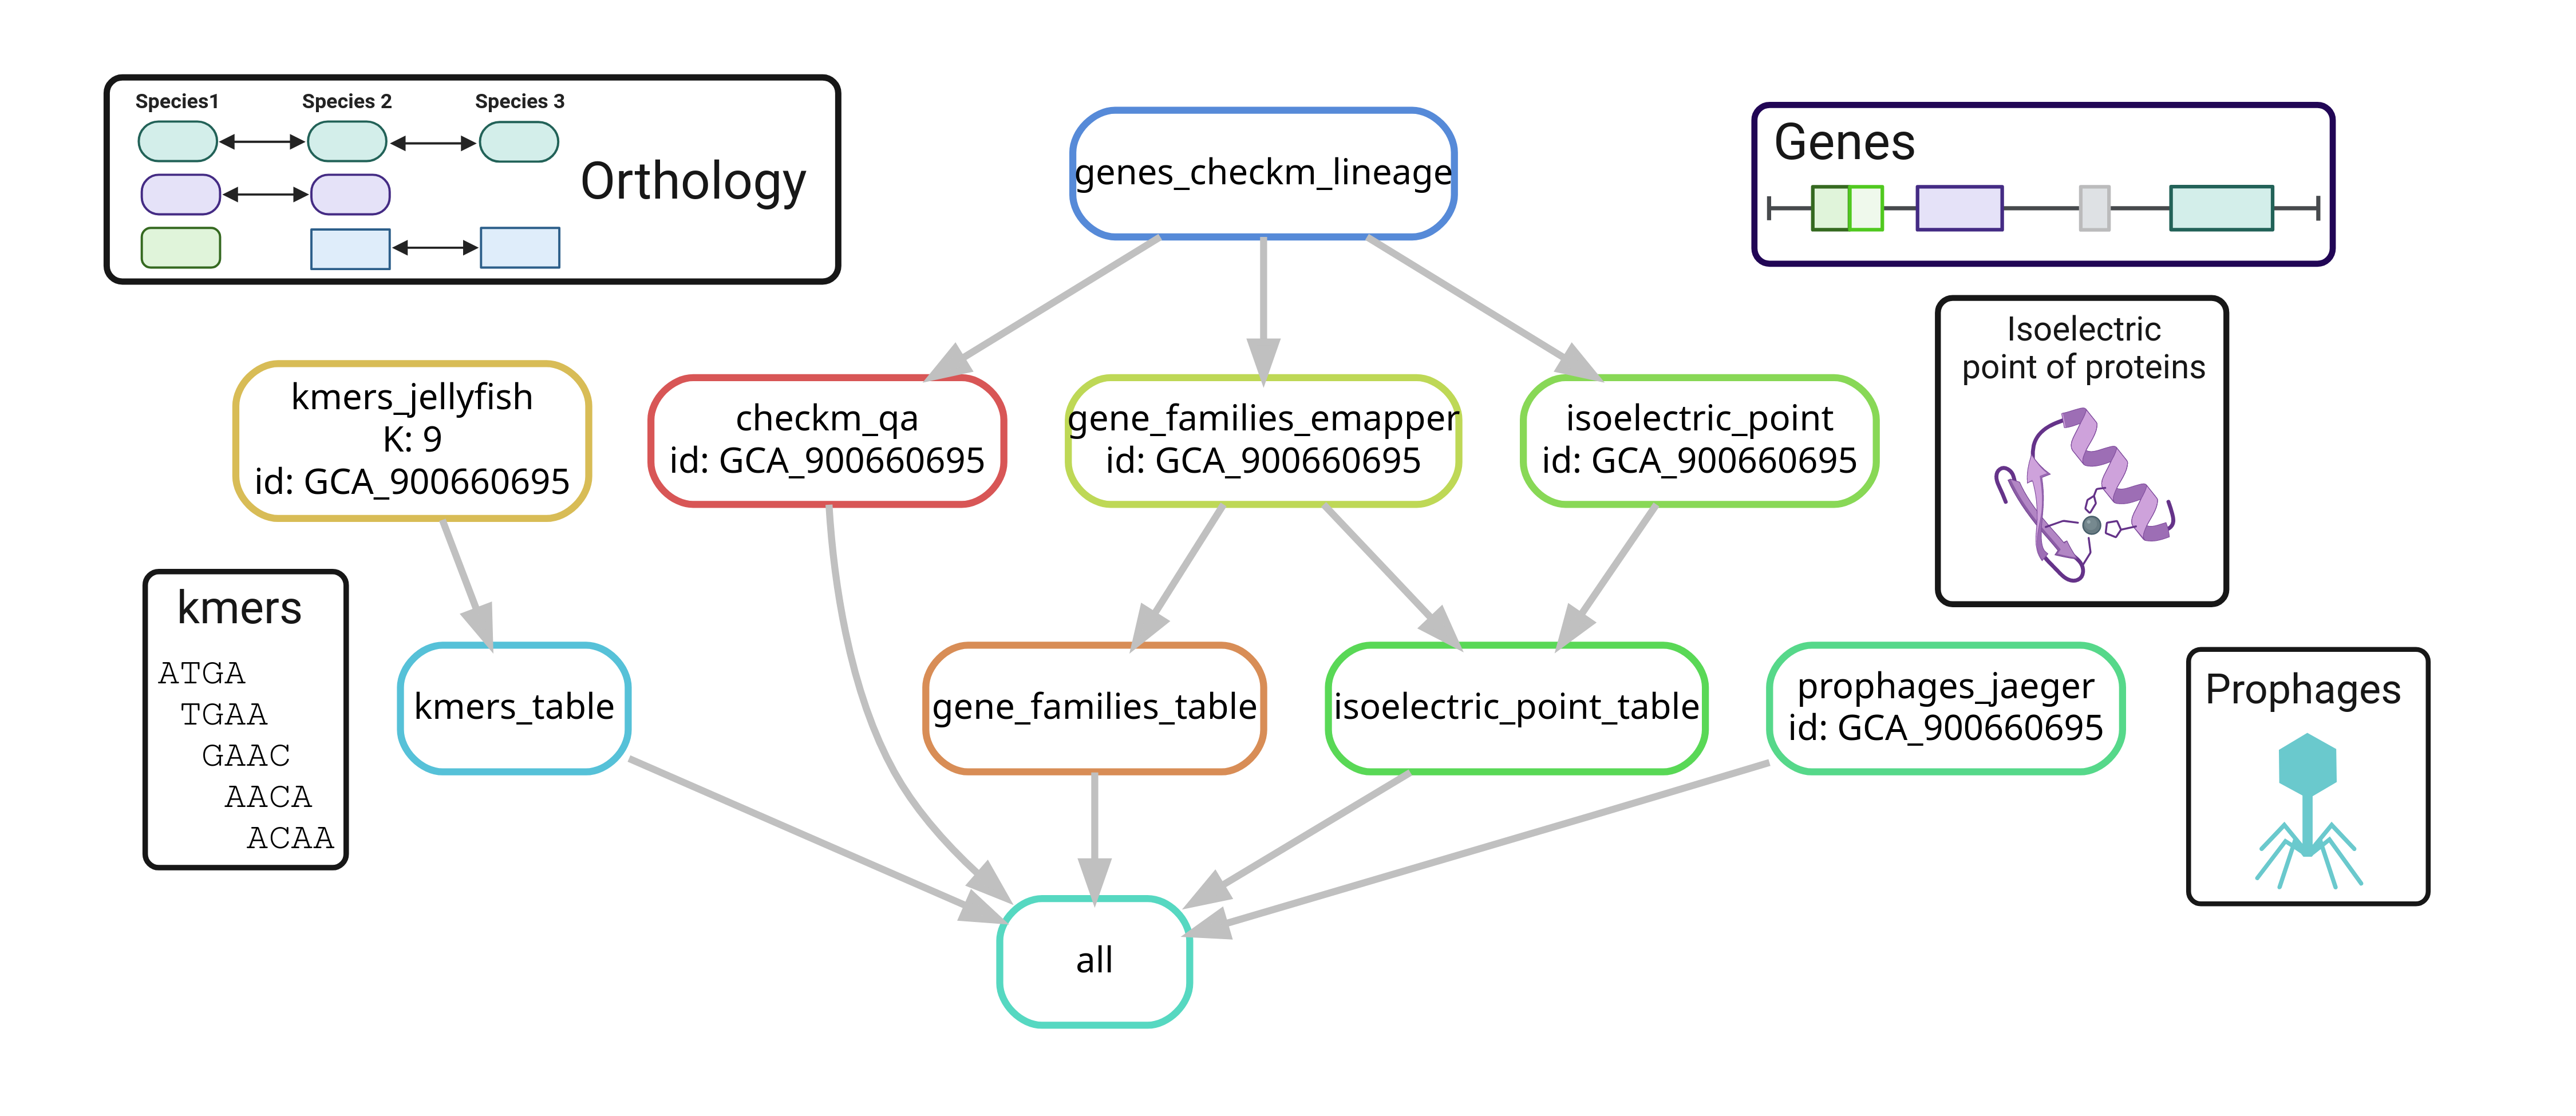 Species1
Species 2
Species 3
Orthology
genes_checkm_lineage
Genes
Isoelectric
point of proteins
kmers_jellyfish
K: 9
id: GCA_900660695
checkm_qa
id: GCA_900660695
gene_families_emapper
id: GCA_900660695
isoelectric_point
id: GCA_900660695
kmers
ATGA
TGAA
GAAC
AACA
ACAA
kmers_table
gene_families_table
isoelectric_point_table
prophages_jaeger
id: GCA_900660695
Prophages
all